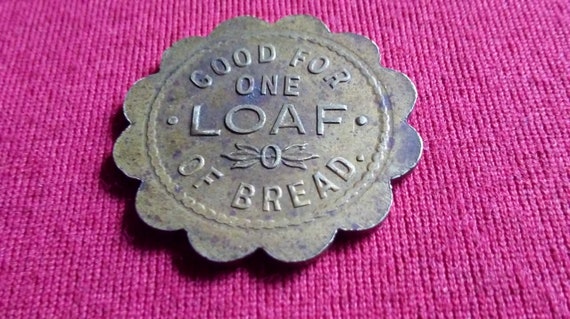 GOOD FOR
ONE
· LOAF ·
OF BREAD.